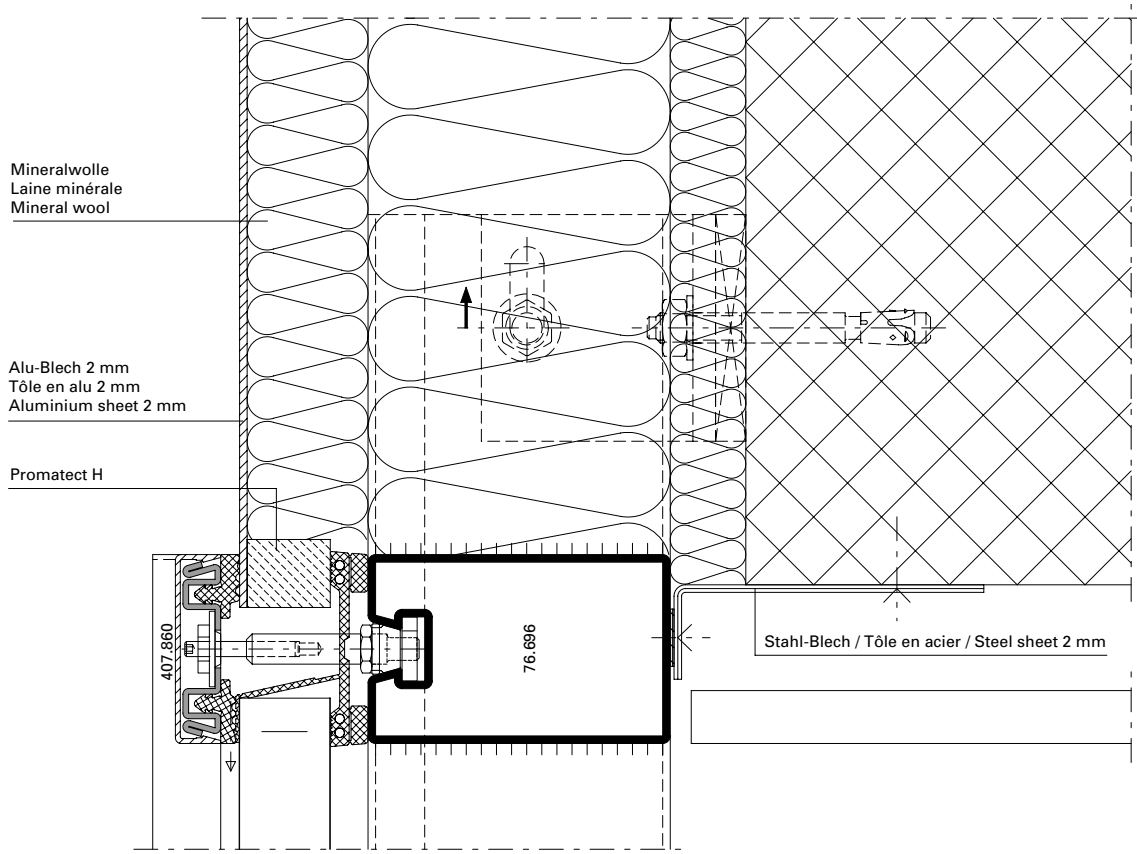 Mineralwolle
Laine minérale
Mineral wool
Alu-Blech 2 mm
Tôle en alu 2 mm
Aluminium sheet 2 mm
Promatect H
407.860
76.696
Stahl-Blech / Tôle en acier / Steel sheet 2 mm